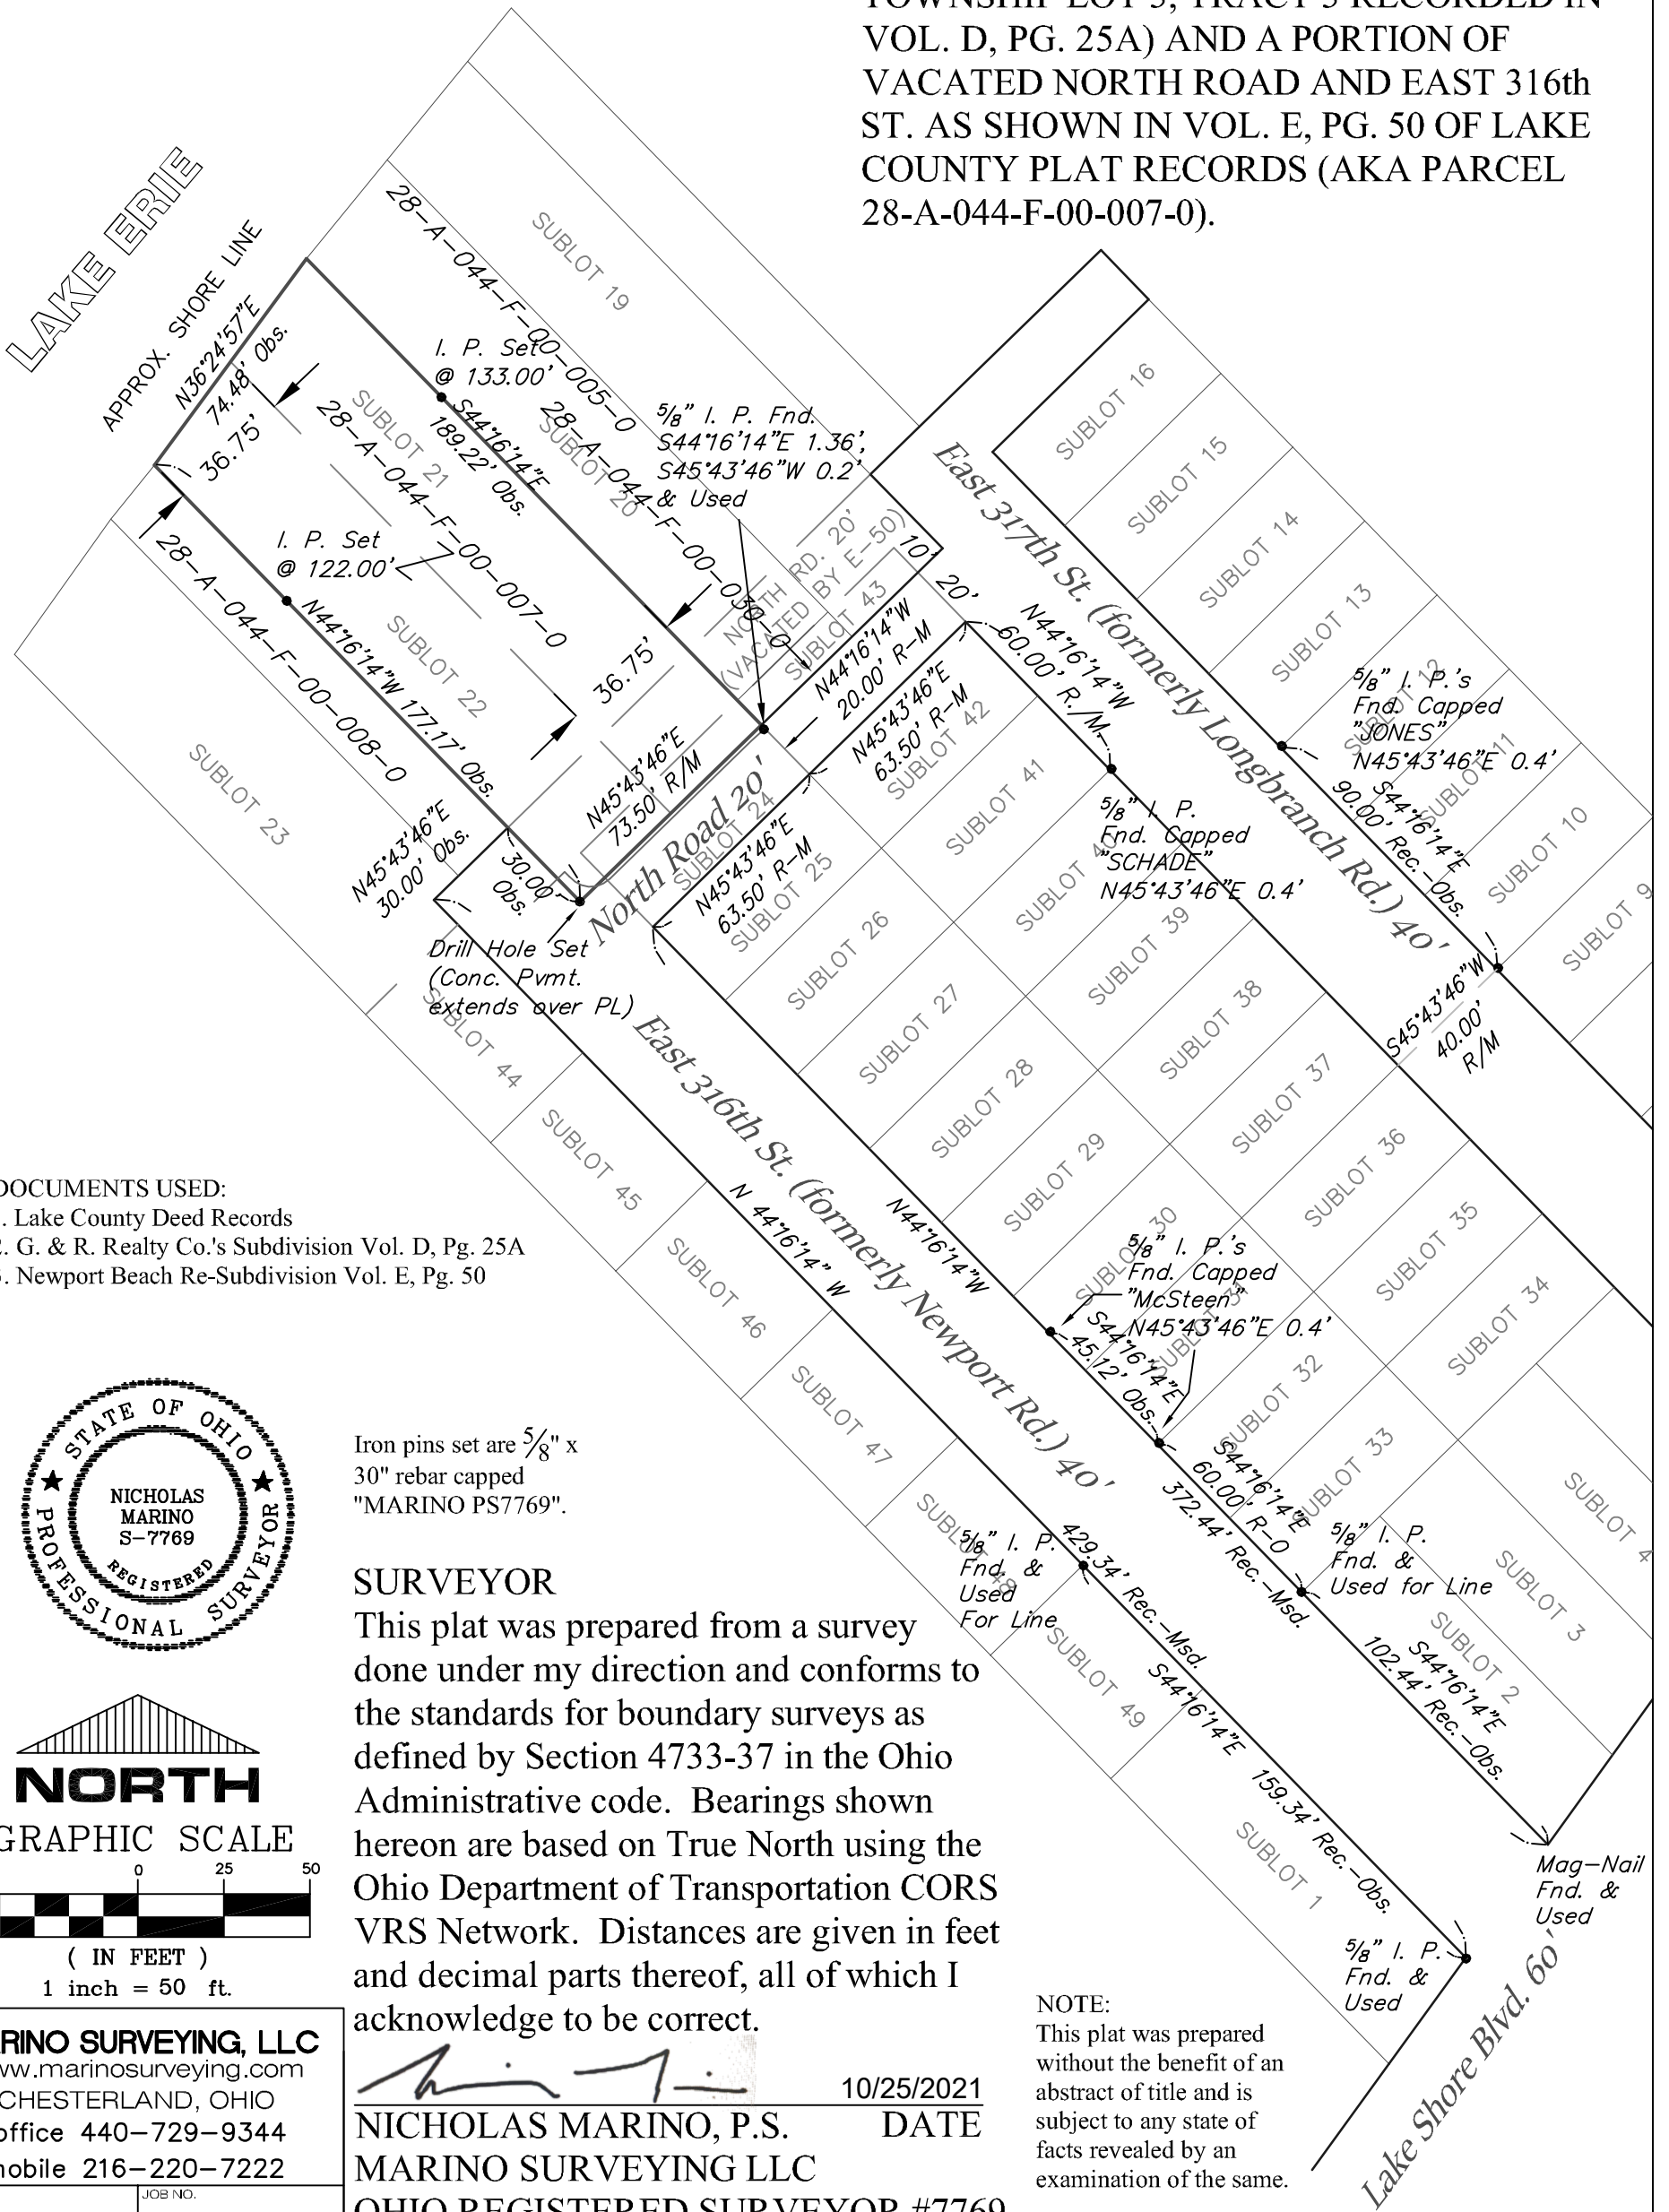 TOWNSHIP LOT 3, TRACT 3 RECORDED IN
VOL. D, PG. 25A) AND A PORTION OF
VACATED NORTH ROAD AND EAST 316th
ST. AS SHOWN IN VOL. E, PG. 50 OF LAKE
COUNTY PLAT RECORDS (AKA PARCEL
28-A-044-F-00-007-0).
LAKE ERIE
APPROX. SHORE LINE
N36°24'57"E
74.48' Obs.
36.75'
28-A-044-F-00-005-0
SUBLOT 19
I. P. Set
@ 133.00'
S44°16'14"E
189.22' Obs.
SUBLOT 20
28-A-044-F-00-030-0
SUBLOT 21
28-A-044-F-00-007-0
5/8" I. P. Fnd.
S44°16'14"E 1.36',
S45°43'46"W 0.2'
& Used
I. P. Set
@ 122.00'
SUBLOT 22
28-A-044-F-00-008-0
N44°16'14"W 177.17' Obs.
SUBLOT 23
36.75'
NORTH RD. 20'
(VACATED BY E-50)
SUBLOT 43
10'
20'
N44°16'14"W
20.00' R-M
N45°43'46"E
63.50' R-M
SUBLOT 42
N44°16'14"W
60.00' R./M.
N45°43'46"E
73.50' R/M
North Road 20'
SUBLOT 24
N45°43'46"E
63.50' R-M
SUBLOT 25
N45°43'46"E
30.00' Obs.
30.00'
Obs.
Drill Hole Set
(Conc. Pvmt.
extends over PL)
East 317th St. (formerly Longbranch Rd.) 40'
SUBLOT 16
SUBLOT 15
SUBLOT 14
SUBLOT 13
SUBLOT 12
SUBLOT 11
SUBLOT 10
SUBLOT 9
5/8" I. P.'s
Fnd. Capped
"JONES"
N45°43'46"E 0.4'
S44°16'14"E
90.00' Rec.-Obs.
5/8" I. P.
Fnd. Capped
"SCHADE"
N45°43'46"E 0.4'
S45°43'46"W
40.00'
R/M
SUBLOT 41
SUBLOT 40
SUBLOT 39
SUBLOT 38
SUBLOT 37
SUBLOT 36
SUBLOT 35
SUBLOT 34
SUBLOT 26
SUBLOT 27
SUBLOT 28
SUBLOT 29
SUBLOT 30
SUBLOT 31
SUBLOT 32
SUBLOT 33
SUBLOT 44
SUBLOT 45
SUBLOT 46
SUBLOT 47
SUBLOT 48
SUBLOT 49
SUBLOT 1
SUBLOT 2
SUBLOT 3
SUBLOT 4
East 316th St. (formerly Newport Rd.) 40'
N 44°16'14" W
N44°16'14"W
5/8" I. P.'s
Fnd. Capped
"McSteen"
N45°43'46"E 0.4'
S44°16'14"E
45.12' Obs.
S44°16'14"E
60.00' R-O
372.44' Rec.-Msd.
5/8" I. P.
Fnd. &
Used for Line
5/8" I. P.
Fnd. &
Used
For Line
429.34' Rec.-Msd.
S44°16'14"E
159.34' Rec.-Obs.
S44°16'14"E
102.44' Rec.-Obs.
Mag-Nail
Fnd. &
Used
5/8" I. P.
Fnd. &
Used
Lake Shore Blvd. 60'
DOCUMENTS USED:
. Lake County Deed Records
2. G. & R. Realty Co.'s Subdivision Vol. D, Pg. 25A
3. Newport Beach Re-Subdivision Vol. E, Pg. 50
STATE OF OHIO
NICHOLAS
MARINO
S-7769
REGISTERED
PROFESSIONAL SURVEYOR
Iron pins set are 5/8" x
30" rebar capped
"MARINO PS7769".
SURVEYOR
This plat was prepared from a survey
done under my direction and conforms to
the standards for boundary surveys as
defined by Section 4733-37 in the Ohio
Administrative code. Bearings shown
hereon are based on True North using the
Ohio Department of Transportation CORS
VRS Network. Distances are given in feet
and decimal parts thereof, all of which I
acknowledge to be correct.
10/25/2021
NICHOLAS MARINO, P.S. DATE
MARINO SURVEYING LLC
OHIO REGISTERED SURVEYOR #7769
NORTH
GRAPHIC SCALE
0 25 50
( IN FEET )
1 inch = 50 ft.
RINO SURVEYING, LLC
ww.marinosurveying.com
CHESTERLAND, OHIO
office 440-729-9344
mobile 216-220-7222
JOB NO.
NOTE:
This plat was prepared
without the benefit of an
abstract of title and is
subject to any state of
facts revealed by an
examination of the same.